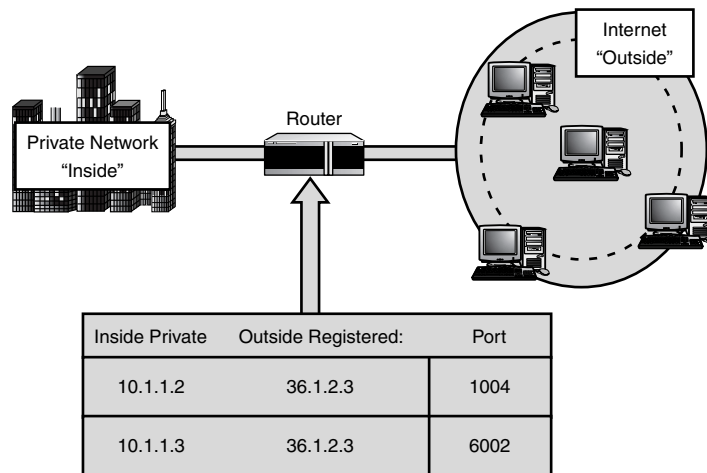 Internet
“Outside”
Router
Private Network
“Inside”
Inside Private Outside Registered: Port
10.1.1.2 36.1.2.3 1004
10.1.1.3 36.1.2.3 6002